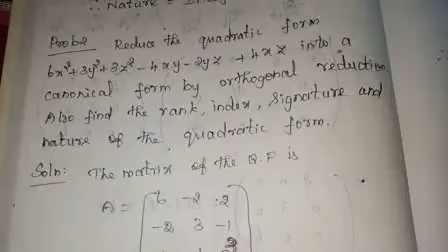 ∴ Nature =
Prob 2 Reduce the quadratic form
6x² + 3y² + 3z² - 4xy - 2yz + 4xz into a
canonical form by orthogonal reduction.
Also find the rank, index, signature and
nature of the quadratic form.
Soln: The matrix of the Q.F is
A = [ 6 -2 2
-2 3 -1